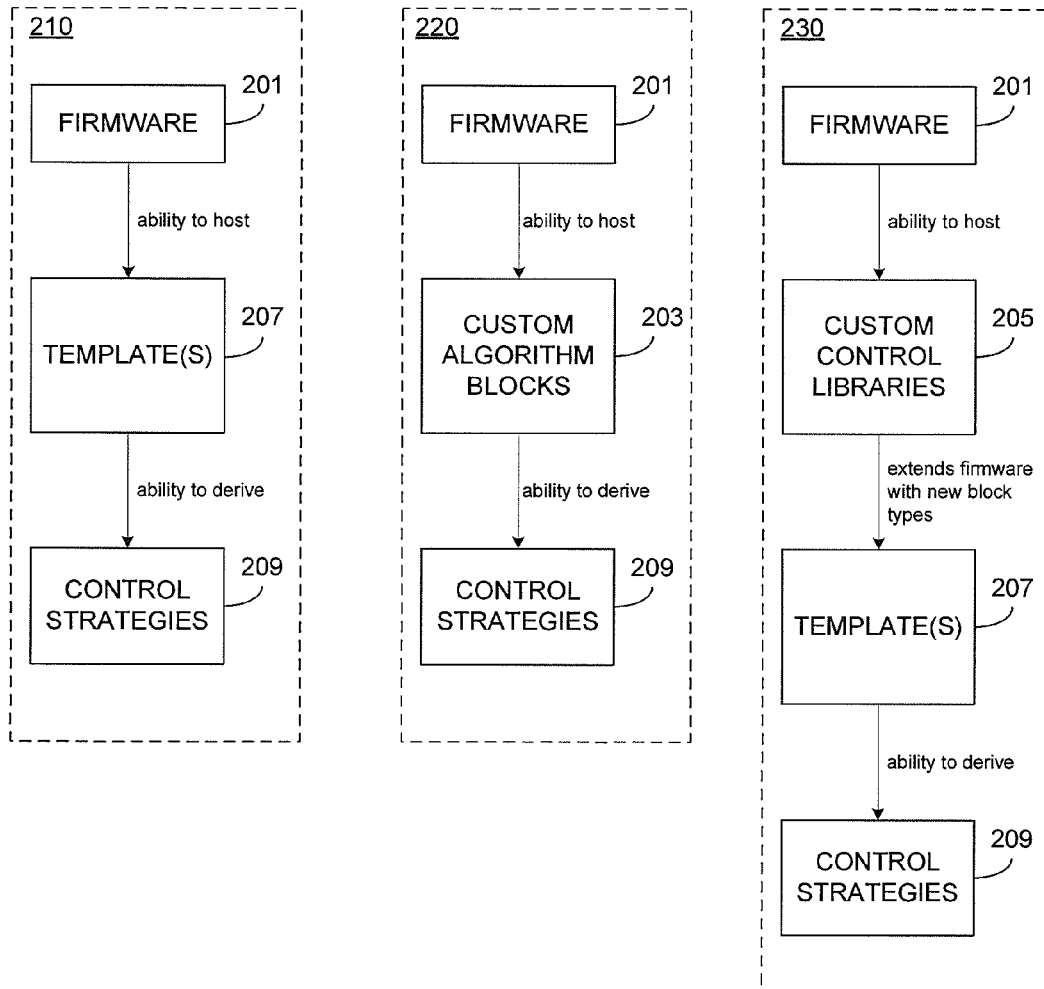 210
201
FIRMWARE
ability to host
207
TEMPLATE(S)
ability to derive
209
CONTROL
STRATEGIES
220
201
FIRMWARE
ability to host
203
CUSTOM
ALGORITHM
BLOCKS
ability to derive
209
CONTROL
STRATEGIES
230
201
FIRMWARE
ability to host
205
CUSTOM
CONTROL
LIBRARIES
extends firmware
with new block
types
207
TEMPLATE(S)
ability to derive
209
CONTROL
STRATEGIES